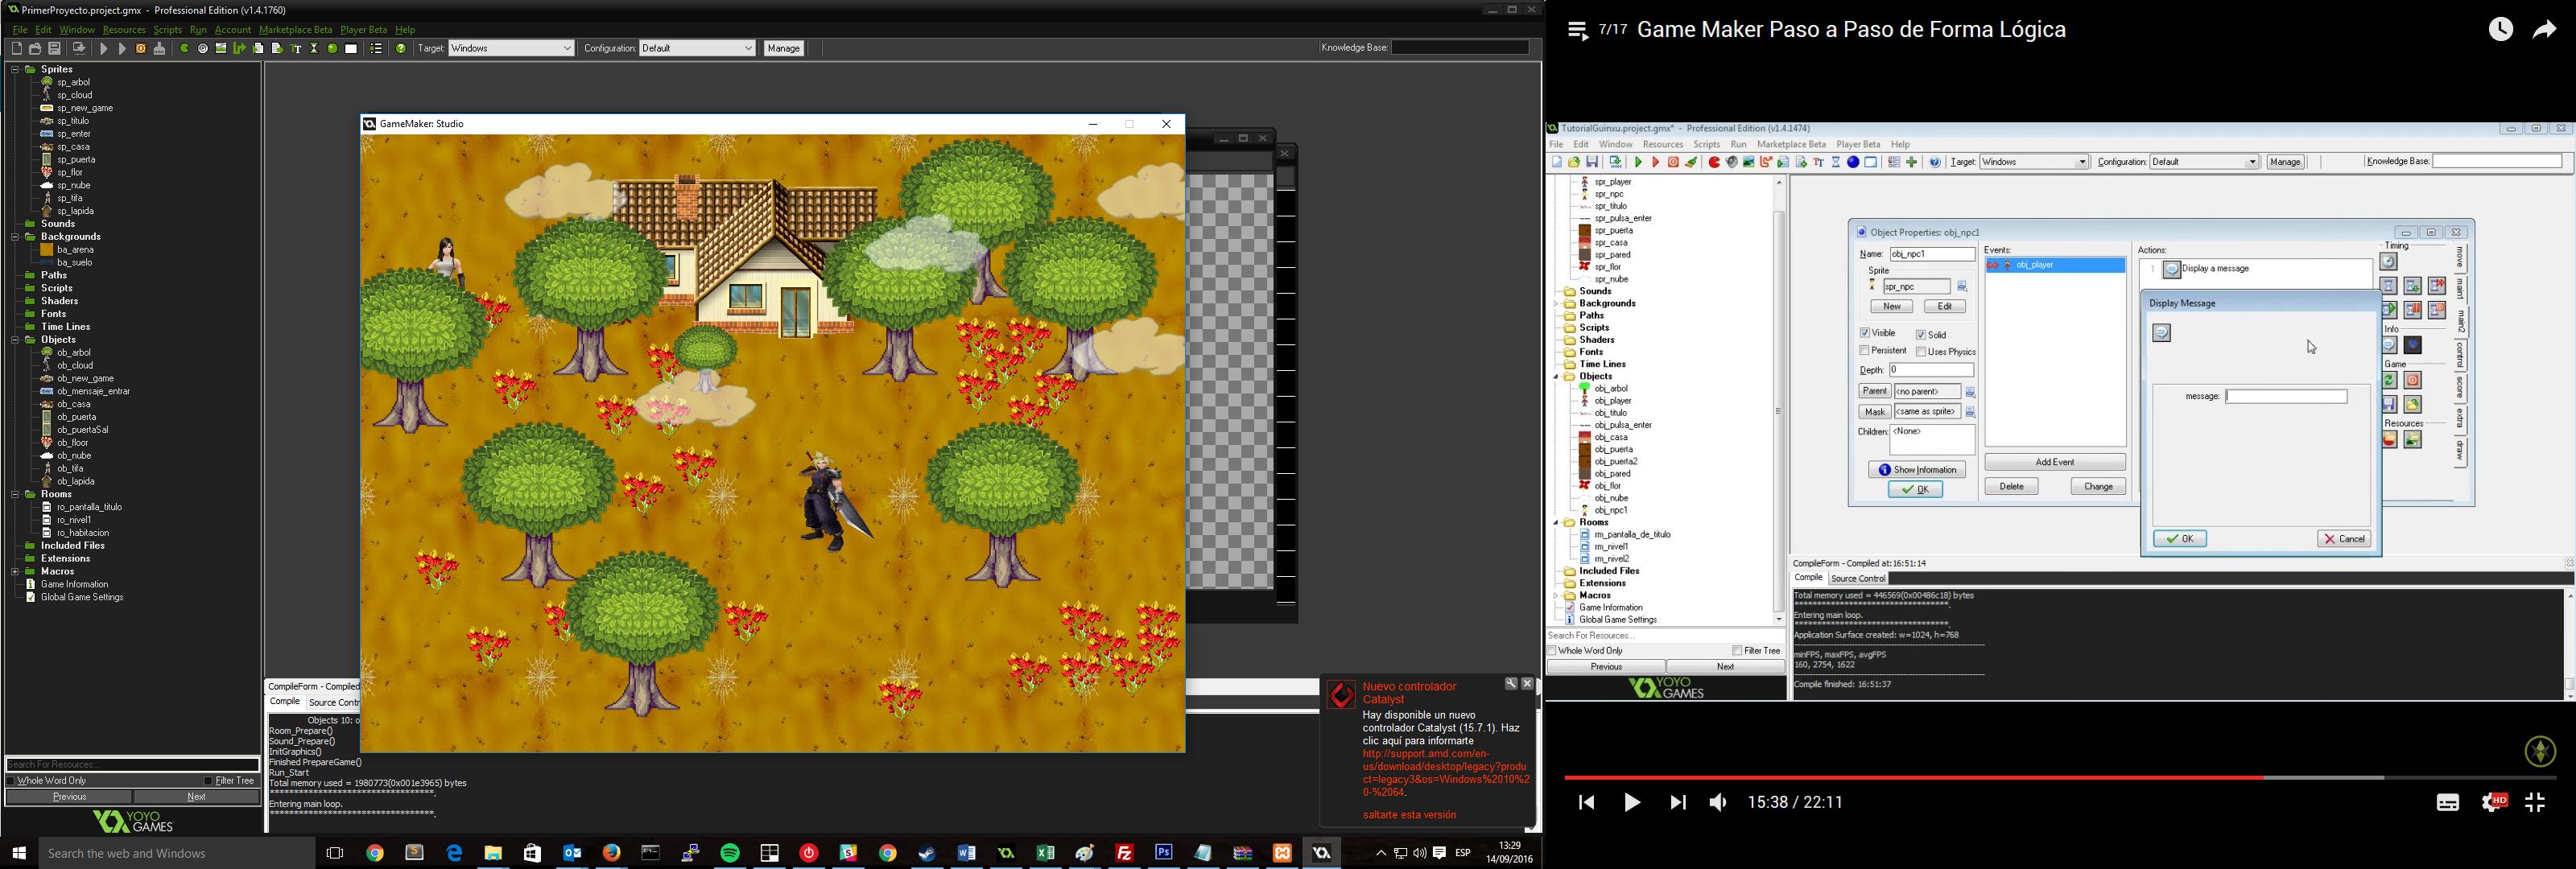 PrimerProyecto.project.gmx - Professional Edition (v1.4.1760)
File Edit Window Resources Scripts Run Account Marketplace Beta Player Beta Help
Target: Windows Configuration: Default Manage Knowledge Base:
Sprites
sp_arbol
sp_cloud
sp_new_game
sp_titulo
sp_enter
sp_casa
sp_puerta
sp_flor
sp_nube
sp_tifa
sp_lapida
Sounds
Backgrounds
ba_arena
ba_suelo
Paths
Scripts
Shaders
Fonts
Time Lines
Objects
ob_arbol
ob_cloud
ob_new_game
ob_mensaje_entrar
ob_casa
ob_puerta
ob_puertaSal
ob_floor
ob_nube
ob_tifa
ob_lapida
Rooms
ro_pantalla_titulo
ro_nivel1
ro_habitacion
Included Files
Extensions
Macros
Game Information
Global Game Settings
Search For Resources...
Whole Word Only Filter Tree
Previous Next
YOYO GAMES
GameMaker: Studio
CompileForm - Compiled
Compile Source Contr
Objects 10: o
Room_Prepare()
Sound_Prepare()
InitGraphics()
Finished PrepareGame()
Run_Start
Total memory used = 1980773(0x001e3965) bytes
***********************************.
Entering main loop.
***********************************.
Nuevo controlador
Catalyst
Hay disponible un nuevo
controlador Catalyst (15.7.1). Haz
clic aquí para informarte
http://support.amd.com/en-
us/download/desktop/legacy?produ
ct=legacy3&os=Windows%2010%2
0-%2064.
saltarte esta versión
Search the web and Windows
ESP
13:29
14/09/2016
7/17 Game Maker Paso a Paso de Forma Lógica
TutorialGuinxu.project.gmx* - Professional Edition (v1.4.1474)
File Edit Window Resources Scripts Run Marketplace Beta Player Beta Help
Target: Windows Configuration: Default Manage Knowledge Base:
spr_player
spr_npc
spr_titulo
spr_pulsa_enter
spr_puerta
spr_casa
spr_pared
spr_flor
spr_nube
Sounds
Backgrounds
Paths
Scripts
Shaders
Fonts
Time Lines
Objects
obj_arbol
obj_player
obj_titulo
obj_pulsa_enter
obj_casa
obj_puerta
obj_puerta2
obj_pared
obj_flor
obj_nube
obj_npc1
Rooms
rm_pantalla_de_titulo
rm_nivel1
rm_nivel2
Included Files
Extensions
Macros
Game Information
Global Game Settings
Search For Resources...
Whole Word Only Filter Tree
Previous Next
YOYO GAMES
Object Properties: obj_npc1
Name: obj_npc1
Sprite
spr_npc
New Edit
Visible Solid
Persistent Uses Physics
Depth: 0
Parent <no parent>
Mask <same as sprite>
Children: <None>
Show Information
OK
Events:
obj_player
Add Event
Delete Change
Actions:
1 Display a message
Timing
Info
Game
Resources
move
main1
main2
control
score
extra
draw
Display Message
message:
OK Cancel
CompileForm - Compiled at: 16:51:14
Compile Source Control
Total memory used = 446569(0x00486c18) bytes
***********************************.
Entering main loop.
***********************************.
Application Surface created: w=1024, h=768
minFPS, maxFPS, avgFPS
160, 2754, 1622
Compile finished: 16:51:37
15:38 / 22:11
HD